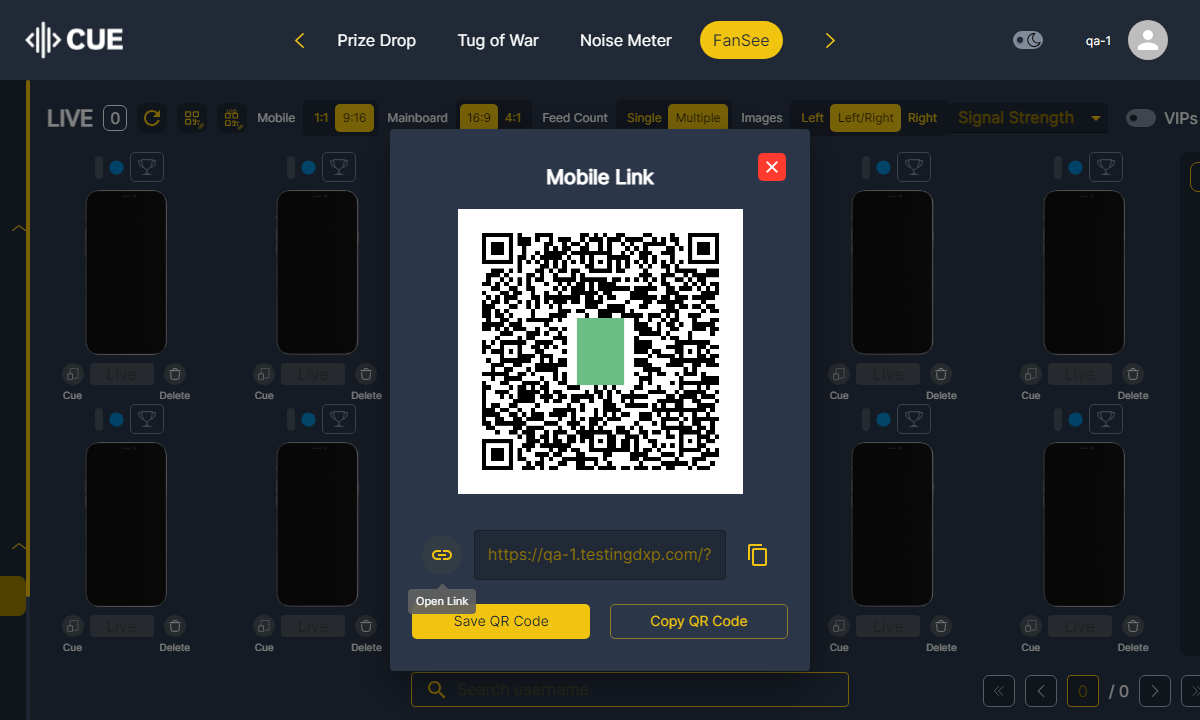 CUE
Prize Drop
Tug of War
Noise Meter
FanSee
qa-1
LIVE 0
Mobile 1:1 9:16
Mainboard 16:9 4:1
Feed Count Single Multiple
Images Left Left/Right Right
Signal Strength
VIPs
Mobile Link
Live Live Live Live
Cue Delete Cue Delete Cue Delete Cue Delete
https://qa-1.testingdxp.com/?
Open Link
Save QR Code
Copy QR Code
Live Live Live Live
Cue Delete Cue Delete Cue Delete Cue Delete
Search username
0 / 0